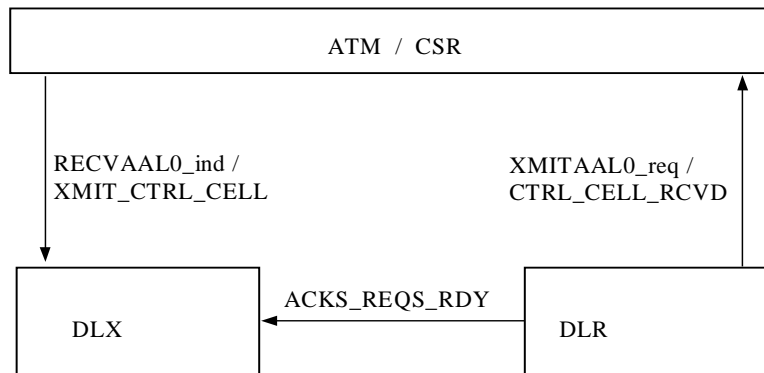 ATM / CSR
RECVAAL0_ind /
XMIT_CTRL_CELL
XMITAAL0_req /
CTRL_CELL_RCVD
ACKS_REQS_RDY
DLX
DLR